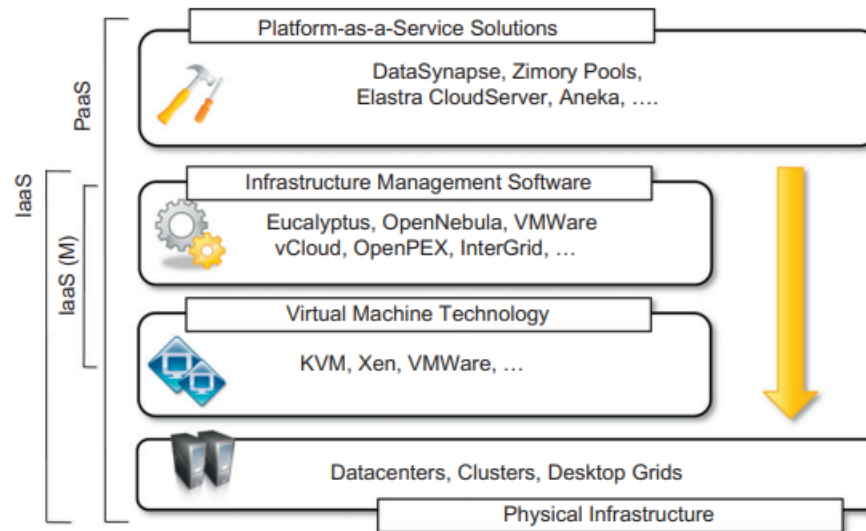 Platform-as-a-Service Solutions
DataSynapse, Zimory Pools,
Elastra CloudServer, Aneka, ....
PaaS
IaaS
IaaS (M)
Infrastructure Management Software
Eucalyptus, OpenNebula, VMWare
vCloud, OpenPEX, InterGrid, ...
Virtual Machine Technology
KVM, Xen, VMWare, ...
Datacenters, Clusters, Desktop Grids
Physical Infrastructure